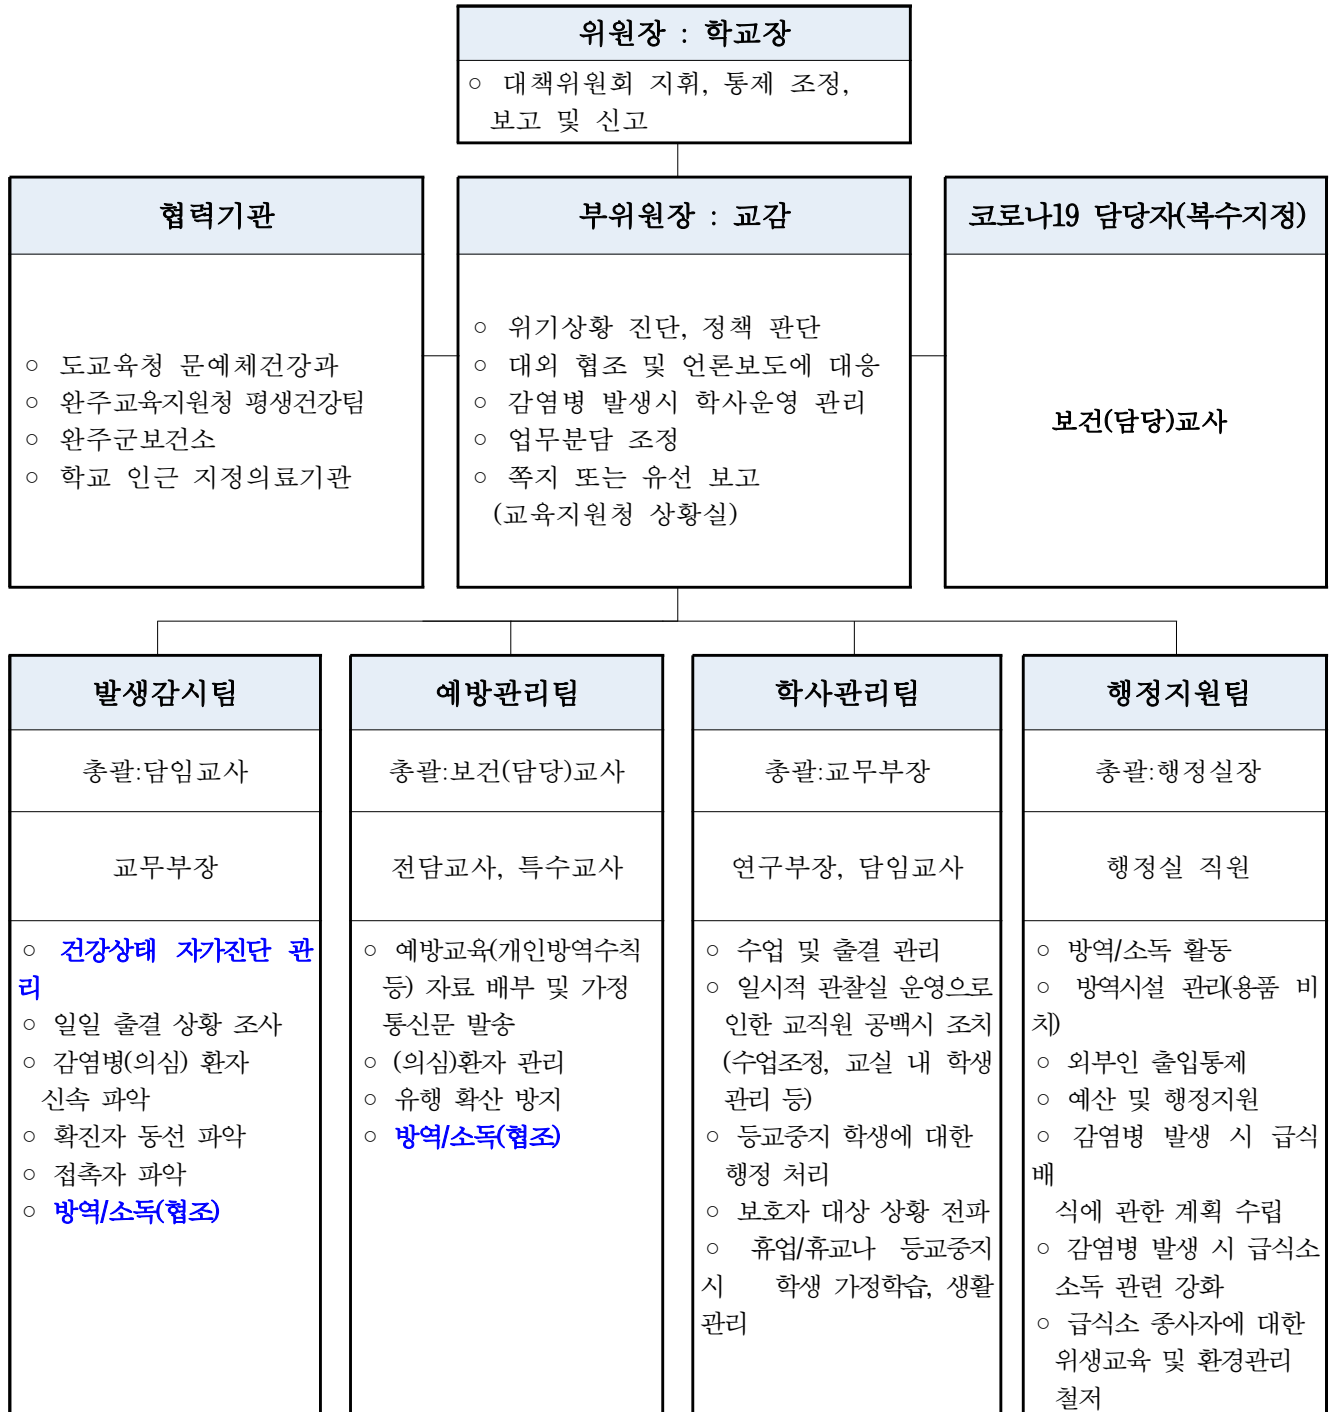 위원장 : 학교장
○ 대책위원회 지휘, 통제 조정,
보고 및 신고
협력기관
○ 도교육청 문예체건강과
○ 완주교육지원청 평생건강팀
○ 완주군보건소
○ 학교 인근 지정의료기관
부위원장 : 교감
○ 위기상황 진단, 정책 판단
○ 대외 협조 및 언론보도에 대응
○ 감염병 발생시 학사운영 관리
○ 업무분담 조정
○ 쪽지 또는 유선 보고
(교육지원청 상황실)
코로나19 담당자(복수지정)
보건(담당)교사
발생감시팀
총괄:담임교사
교무부장
○ 건강상태 자가진단 관
리
○ 일일 출결 상황 조사
○ 감염병(의심) 환자
신속 파악
○ 확진자 동선 파악
○ 접촉자 파악
○ 방역/소독(협조)
예방관리팀
총괄:보건(담당)교사
전담교사, 특수교사
○ 예방교육(개인방역수칙
등) 자료 배부 및 가정
통신문 발송
○ (의심)환자 관리
○ 유행 확산 방지
○ 방역/소독(협조)
학사관리팀
총괄:교무부장
연구부장, 담임교사
○ 수업 및 출결 관리
○ 일시적 관찰실 운영으로
인한 교직원 공백시 조치
(수업조정, 교실 내 학생
관리 등)
○ 등교중지 학생에 대한
행정 처리
○ 보호자 대상 상황 전파
○ 휴업/휴교나 등교중지
시 학생 가정학습, 생활
관리
행정지원팀
총괄:행정실장
행정실 직원
○ 방역/소독 활동
○ 방역시설 관리(용품 비
치)
○ 외부인 출입통제
○ 예산 및 행정지원
○ 감염병 발생 시 급식
배
식에 관한 계획 수립
○ 감염병 발생 시 급식소
소독 관련 강화
○ 급식소 종사자에 대한
위생교육 및 환경관리
철저